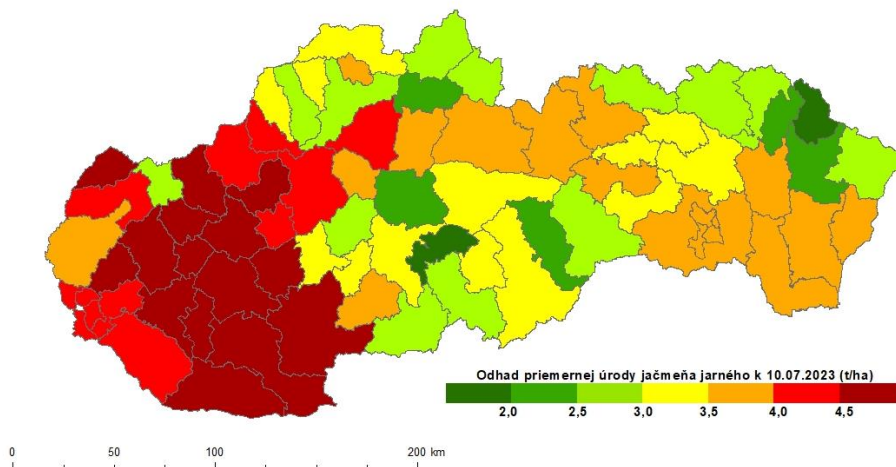 Odhad priemernej úrody jačmeňa jarného k 10.07.2023 (t/ha)
2,0 2,5 3,0 3,5 4,0 4,5
0 50 100 200 km